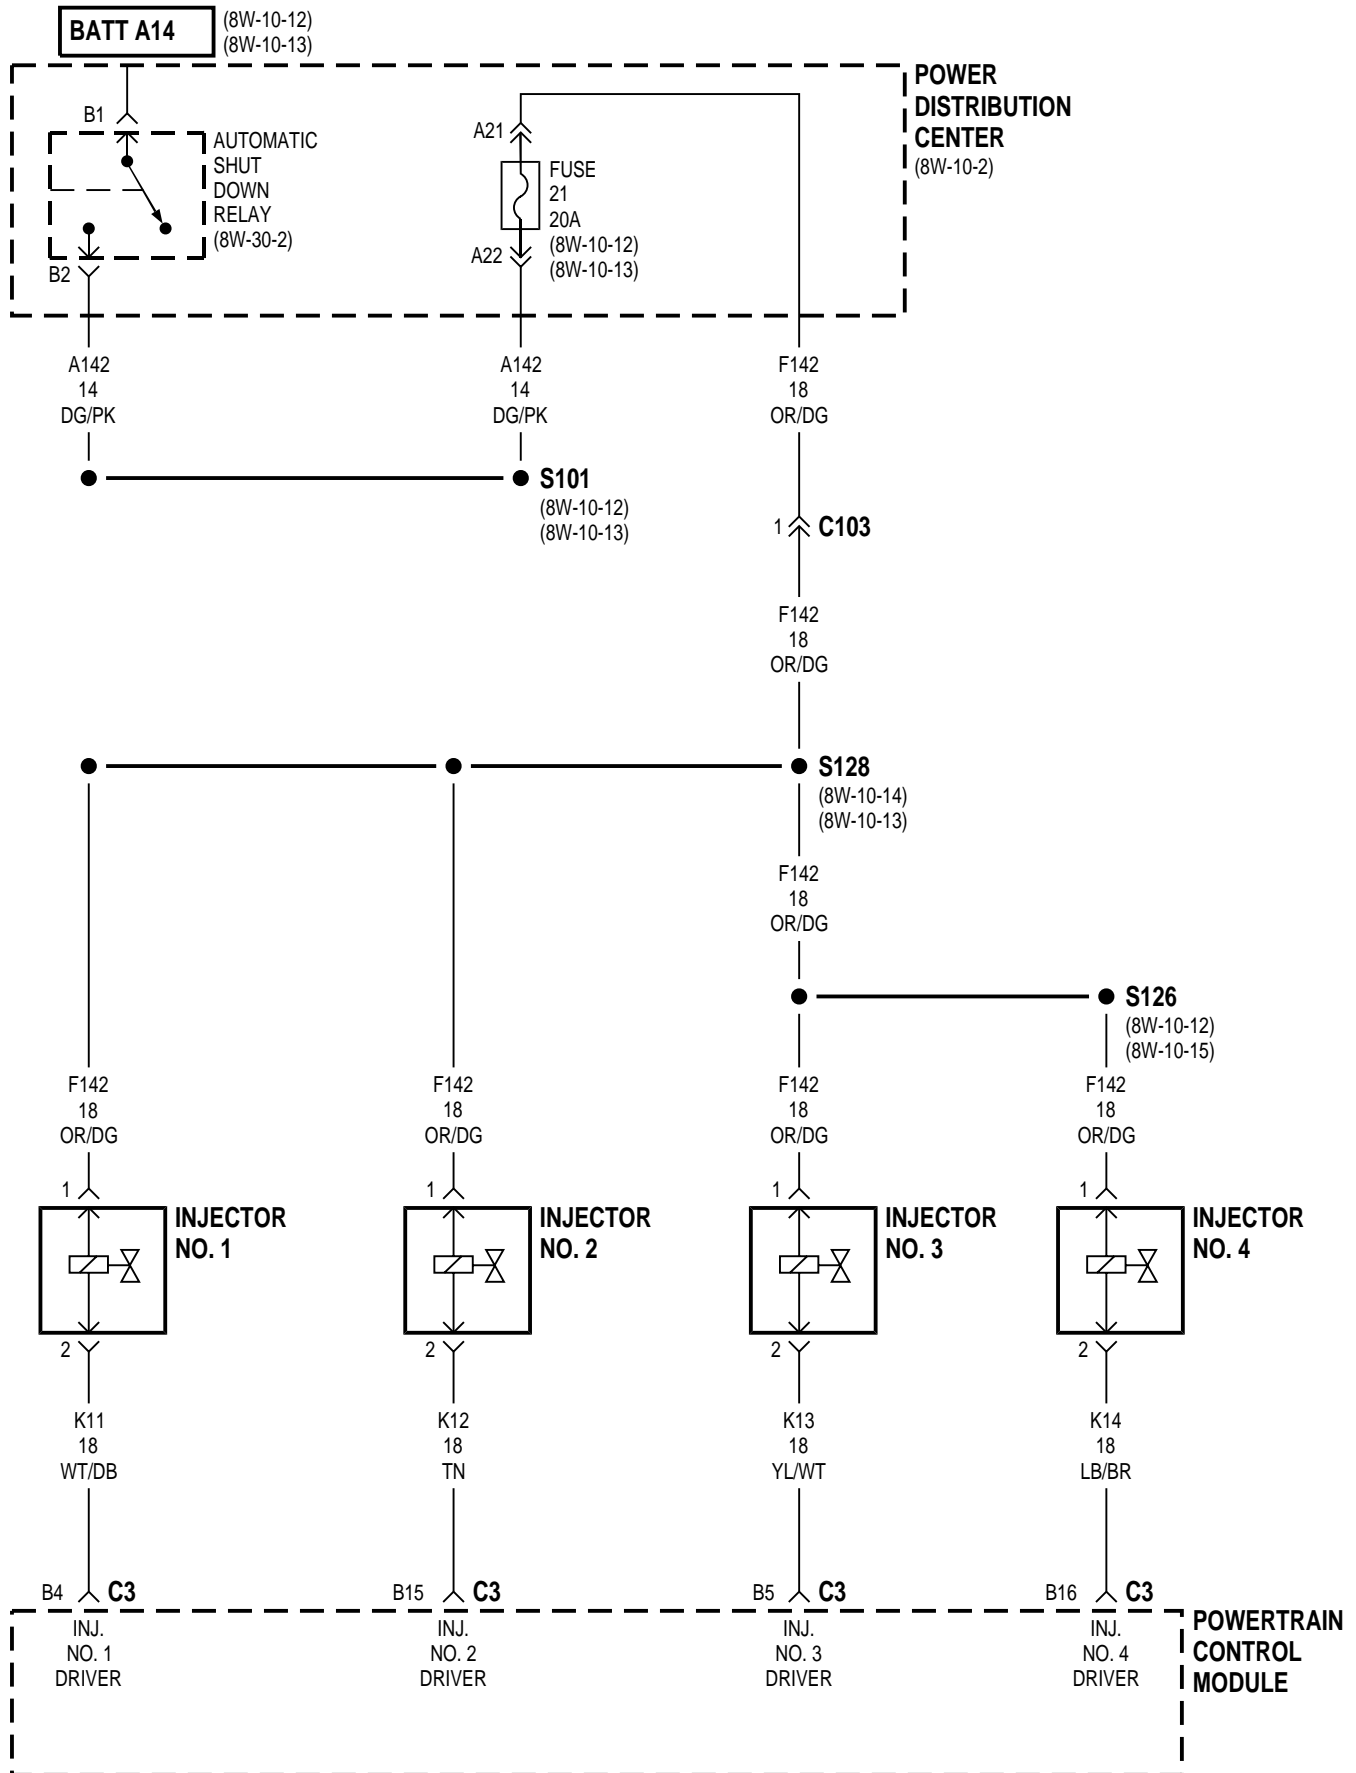 BATT A14
(8W-10-12)
(8W-10-13)
POWER
DISTRIBUTION
CENTER
(8W-10-2)
B1
AUTOMATIC
SHUT
DOWN
RELAY
(8W-30-2)
B2
A21
FUSE
21
20A
(8W-10-12)
(8W-10-13)
A22
A142
14
DG/PK
A142
14
DG/PK
F142
18
OR/DG
S101
(8W-10-12)
(8W-10-13)
1
C103
F142
18
OR/DG
S128
(8W-10-14)
(8W-10-13)
F142
18
OR/DG
S126
(8W-10-12)
(8W-10-15)
F142
18
OR/DG
F142
18
OR/DG
F142
18
OR/DG
F142
18
OR/DG
1
INJECTOR
NO. 1
2
1
INJECTOR
NO. 2
2
1
INJECTOR
NO. 3
2
1
INJECTOR
NO. 4
2
K11
18
WT/DB
K12
18
TN
K13
18
YL/WT
K14
18
LB/BR
B4 C3
B15 C3
B5 C3
B16 C3
INJ.
NO. 1
DRIVER
INJ.
NO. 2
DRIVER
INJ.
NO. 3
DRIVER
INJ.
NO. 4
DRIVER
POWERTRAIN
CONTROL
MODULE